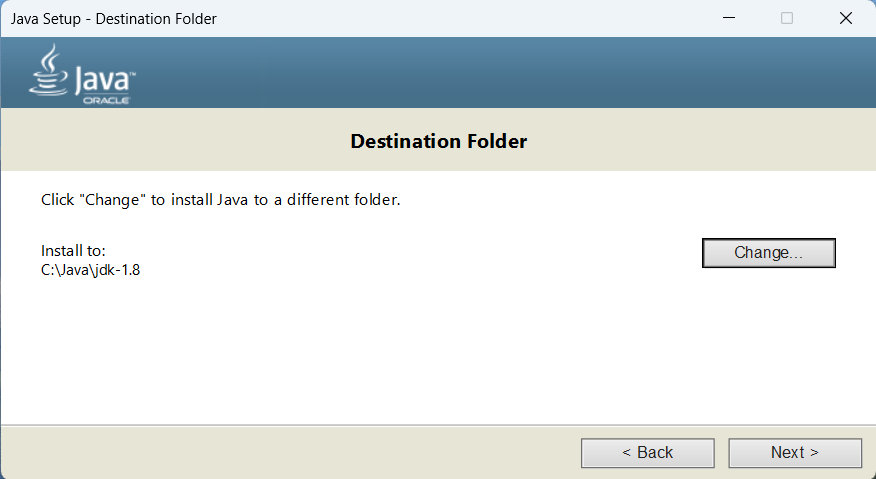 Java Setup - Destination Folder
Java™
ORACLE
Destination Folder
Click "Change" to install Java to a different folder.
Install to:
C:\Java\jdk-1.8
Change...
< Back
Next >